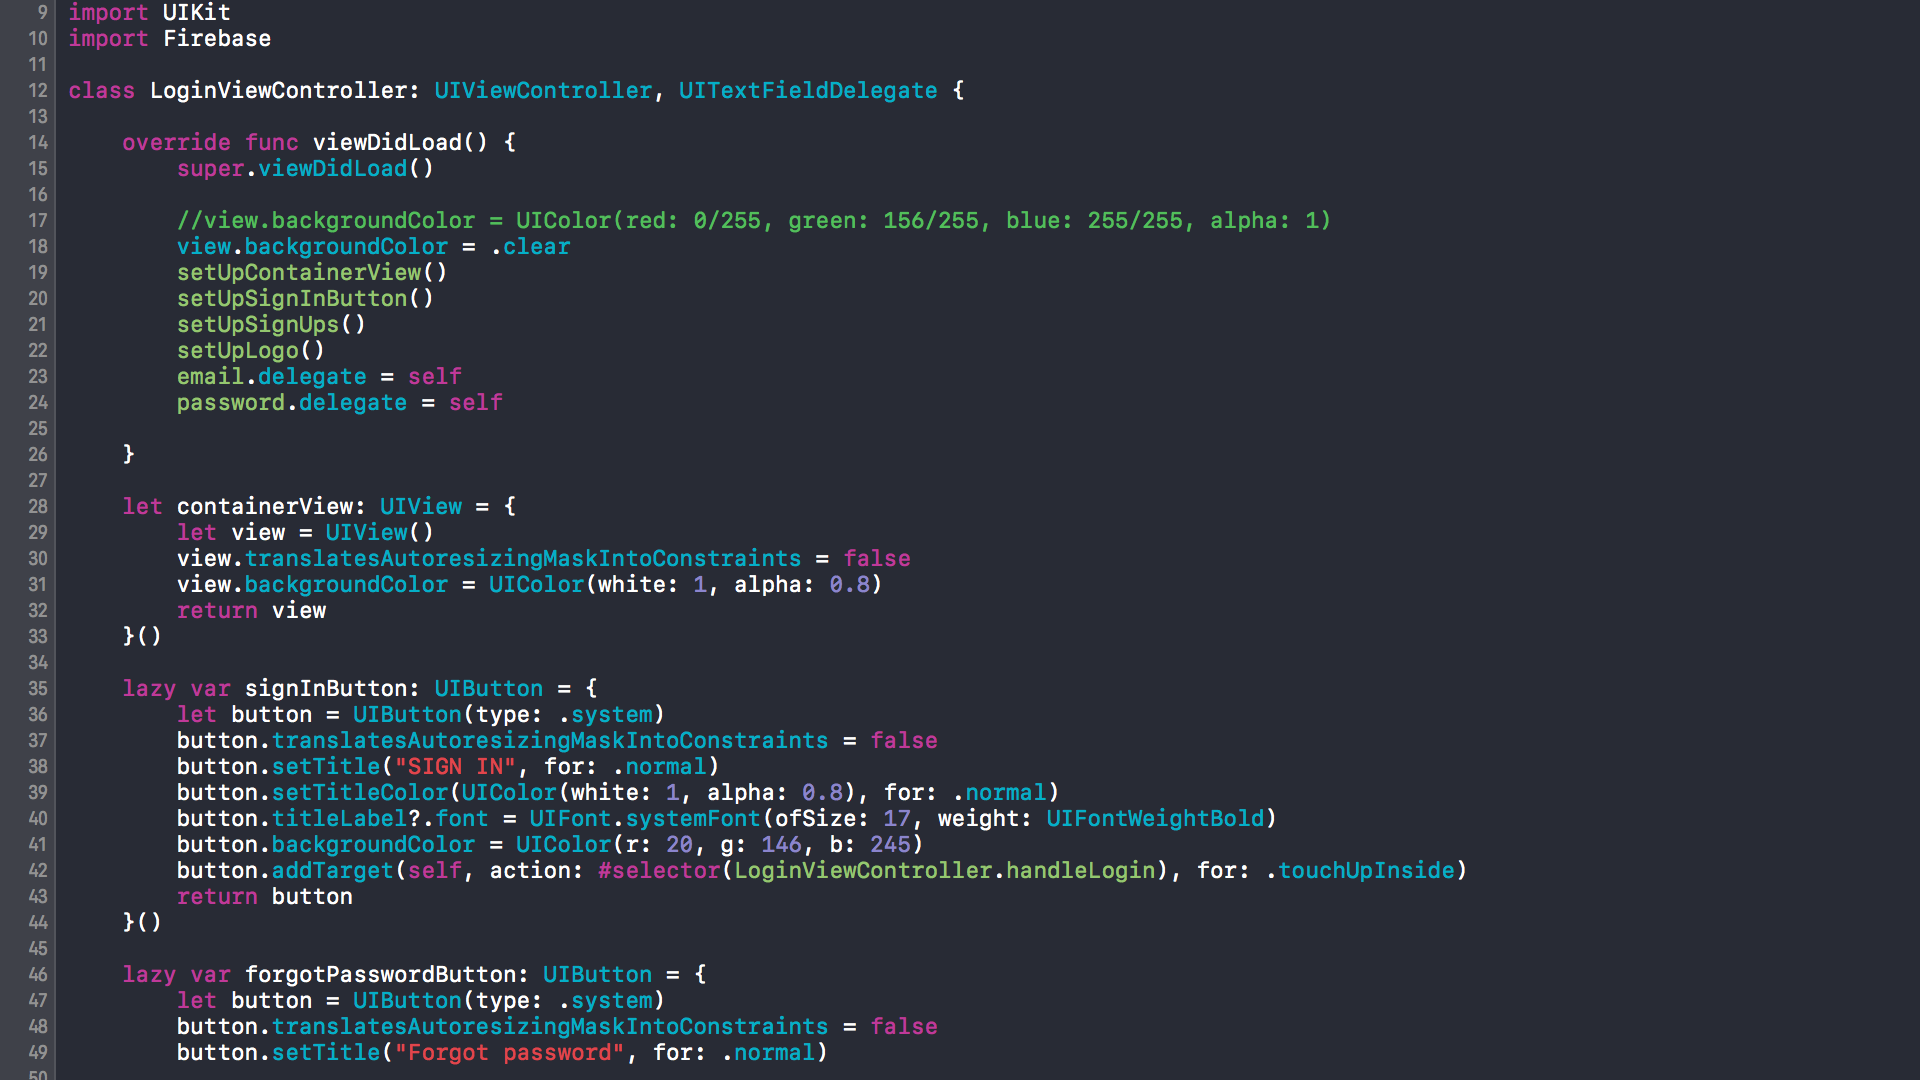 9 import UIKit
10 import Firebase
11
12 class LoginViewController: UIViewController, UITextFieldDelegate {
13
14     override func viewDidLoad() {
15         super.viewDidLoad()
16
17         //view.backgroundColor = UIColor(red: 0/255, green: 156/255, blue: 255/255, alpha: 1)
18         view.backgroundColor = .clear
19         setUpContainerView()
20         setUpSignInButton()
21         setUpSignUps()
22         setUpLogo()
23         email.delegate = self
24         password.delegate = self
25
26     }
27
28     let containerView: UIView = {
29         let view = UIView()
30         view.translatesAutoresizingMaskIntoConstraints = false
31         view.backgroundColor = UIColor(white: 1, alpha: 0.8)
32         return view
33     }()
34
35     lazy var signInButton: UIButton = {
36         let button = UIButton(type: .system)
37         button.translatesAutoresizingMaskIntoConstraints = false
38         button.setTitle("SIGN IN", for: .normal)
39         button.setTitleColor(UIColor(white: 1, alpha: 0.8), for: .normal)
40         button.titleLabel?.font = UIFont.systemFont(ofSize: 17, weight: UIFontWeightBold)
41         button.backgroundColor = UIColor(r: 20, g: 146, b: 245)
42         button.addTarget(self, action: #selector(LoginViewController.handleLogin), for: .touchUpInside)
43         return button
44     }()
45
46     lazy var forgotPasswordButton: UIButton = {
47         let button = UIButton(type: .system)
48         button.translatesAutoresizingMaskIntoConstraints = false
49         button.setTitle("Forgot password", for: .normal)
50